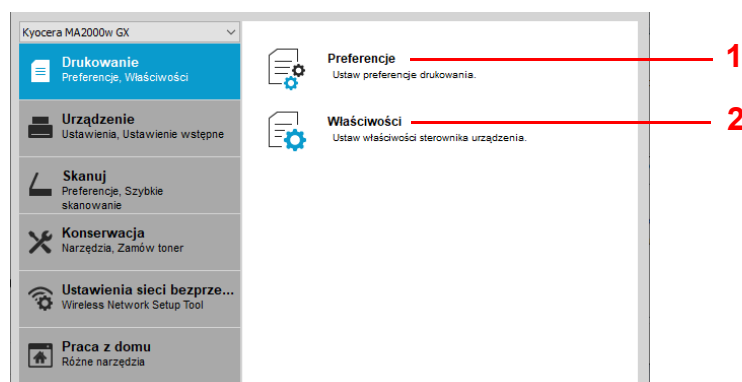 Kyocera MA2000w GX
Drukowanie
Preferencje, Właściwości
Urządzenie
Ustawienia, Ustawienie wstępne
Skanuj
Preferencje, Szybkie
skanowanie
Konserwacja
Narzędzia, Zamów toner
Ustawienia sieci bezprze...
Wireless Network Setup Tool
Praca z domu
Różne narzędzia
Preferencje
Ustaw preferencje drukowania.
1
Właściwości
Ustaw właściwości sterownika urządzenia.
2